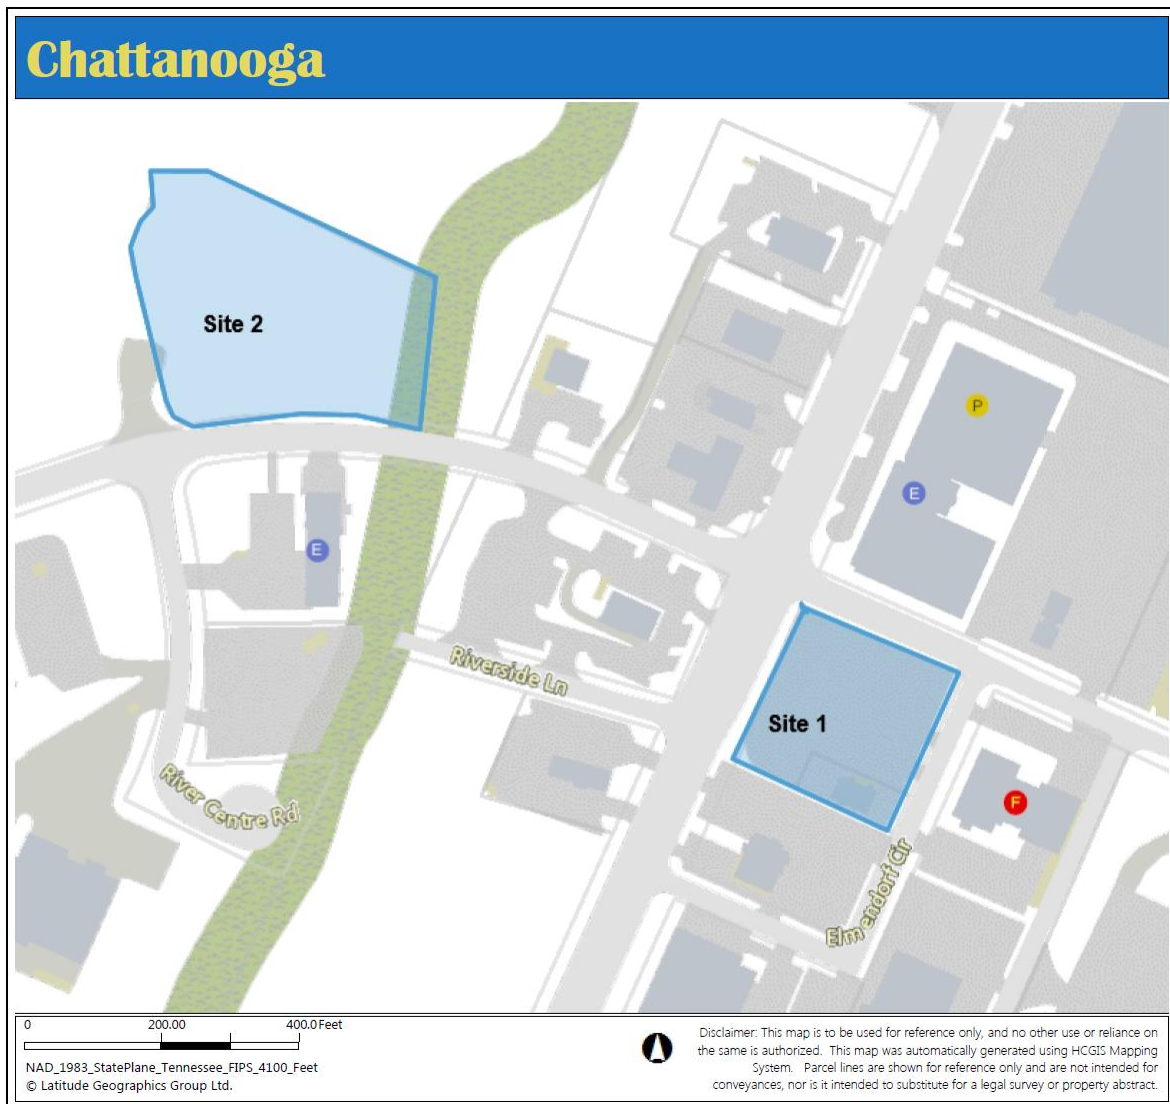 Chattanooga
Site 2
P
E
E
Riverside Ln
Site 1
River Centre Rd
F
Elmendorf Cir
0 200.00 400.0 Feet
NAD_1983_StatePlane_Tennessee_FIPS_4100_Feet
© Latitude Geographics Group Ltd.
Disclaimer: This map is to be used for reference only, and no other use or reliance on
the same is authorized. This map was automatically generated using HCGIS Mapping
System. Parcel lines are shown for reference only and are not intended for
conveyances, nor is it intended to substitute for a legal survey or property abstract.